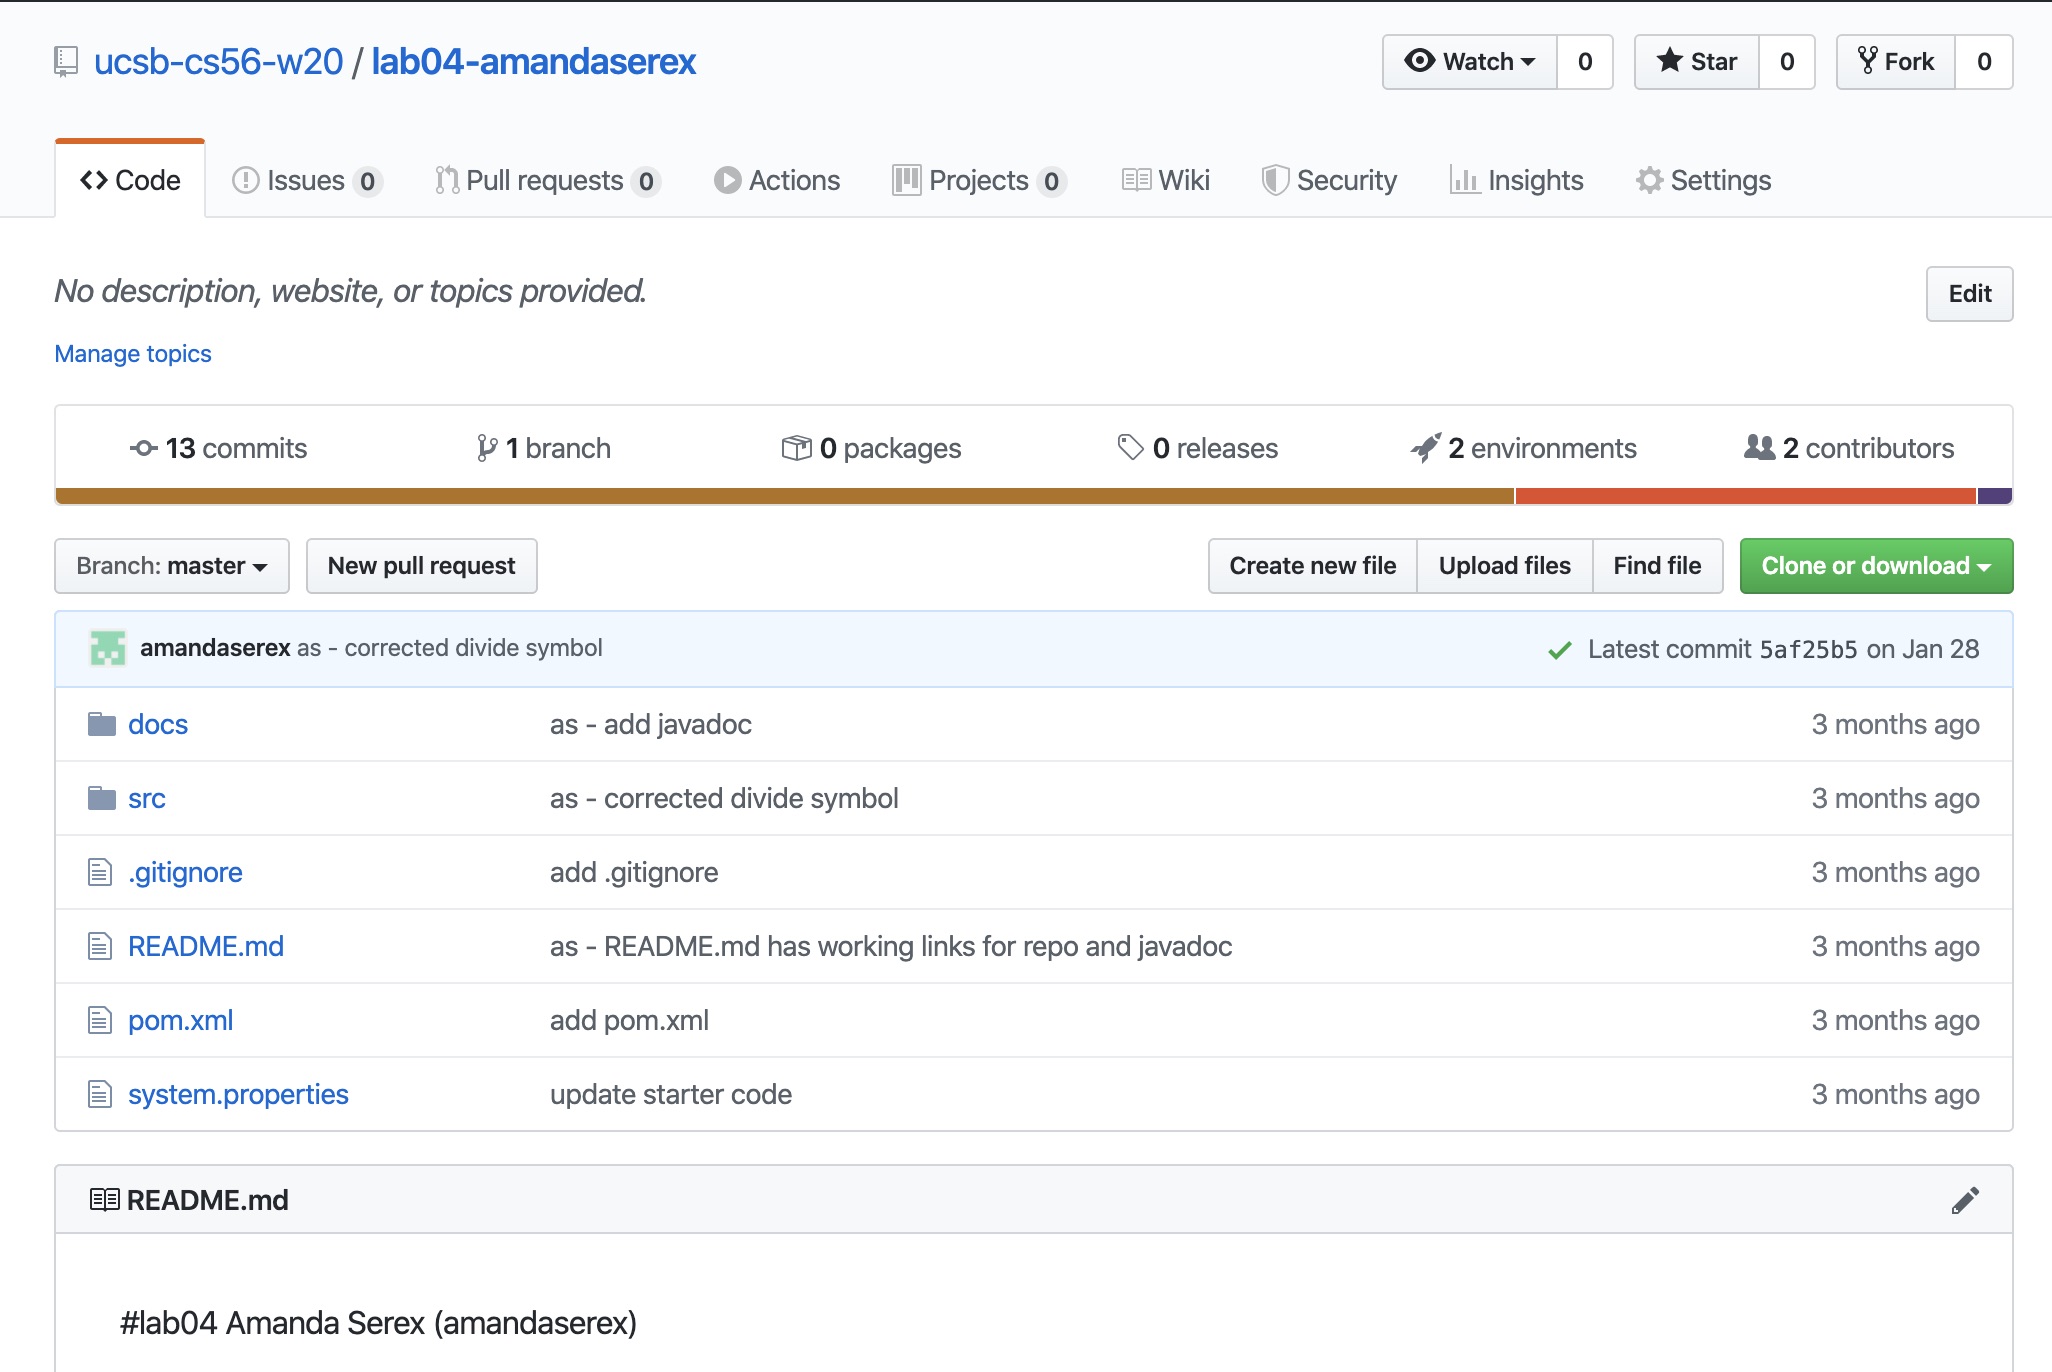 ucsb-cs56-w20 / lab04-amandaserex
Watch 0 Star 0 Fork 0
Code Issues 0 Pull requests 0 Actions Projects 0 Wiki Security Insights Settings
No description, website, or topics provided.
Edit
Manage topics
13 commits 1 branch 0 packages 0 releases 2 environments 2 contributors
Branch: master New pull request Create new file Upload files Find file Clone or download
amandaserex as - corrected divide symbol Latest commit 5af25b5 on Jan 28
docs as - add javadoc 3 months ago
src as - corrected divide symbol 3 months ago
.gitignore add .gitignore 3 months ago
README.md as - README.md has working links for repo and javadoc 3 months ago
pom.xml add pom.xml 3 months ago
system.properties update starter code 3 months ago
README.md
#lab04 Amanda Serex (amandaserex)